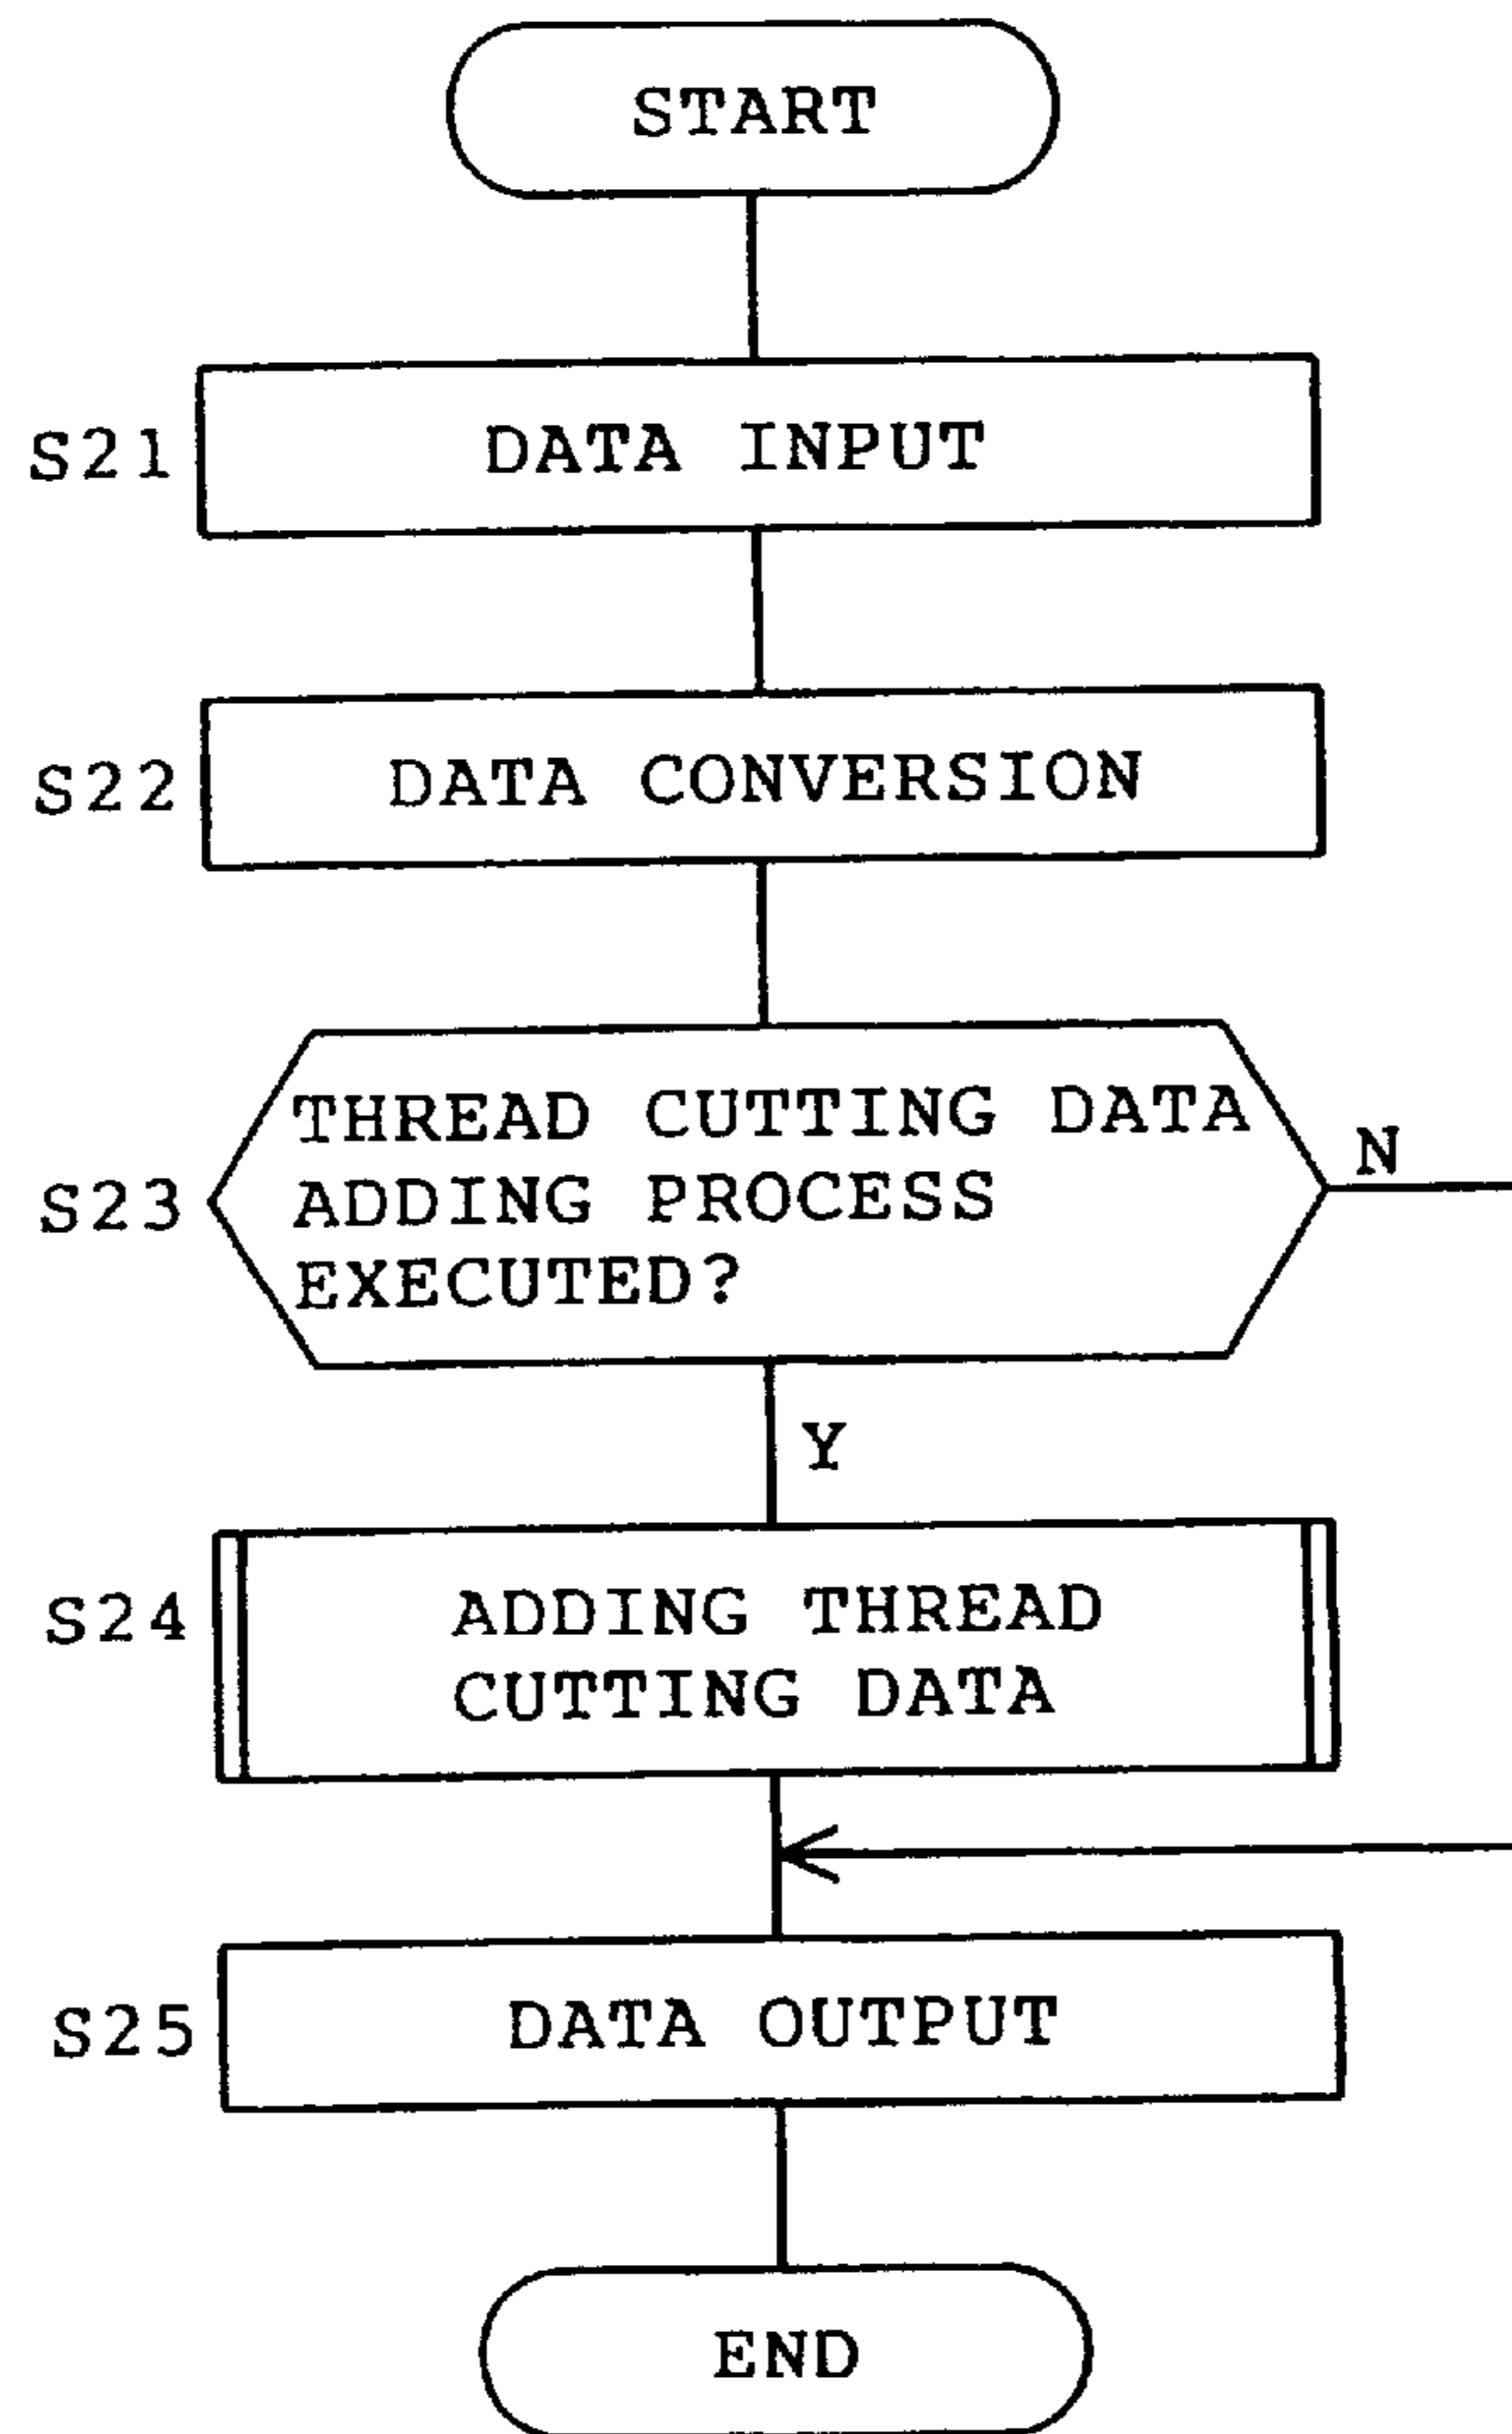 START
S21
DATA INPUT
S22
DATA CONVERSION
S23
THREAD CUTTING DATA
ADDING PROCESS
EXECUTED?
N
Y
S24
ADDING THREAD
CUTTING DATA
S25
DATA OUTPUT
END